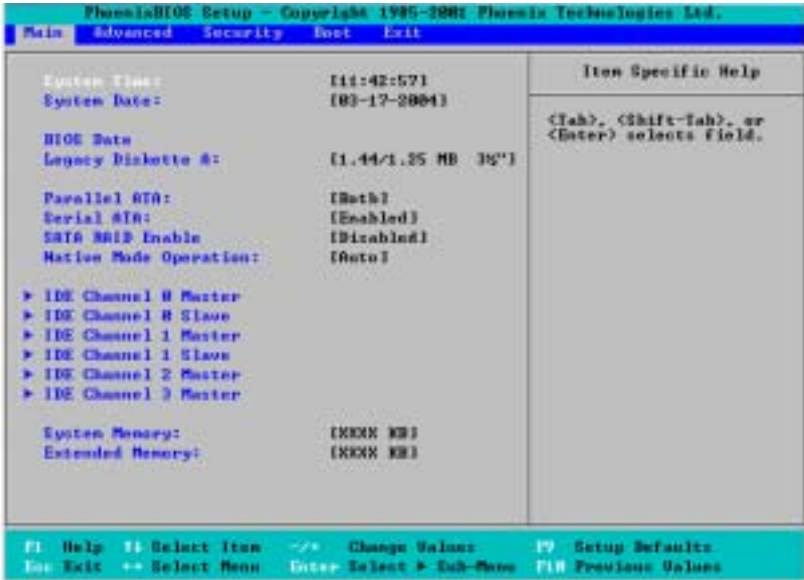 PhoenixBIOS Setup - Copyright 1985-2001 Phoenix Technologies Ltd.
Main Advanced Security Boot Exit
System Time: [11:42:57]
System Date: [03-17-2004]
BIOS Date
Legacy Diskette A: [1.44/1.25 MB 3½"]
Parallel ATA: [Both]
Serial ATA: [Enabled]
SATA RAID Enable [Disabled]
Native Mode Operation: [Auto]
▶ IDE Channel 0 Master
▶ IDE Channel 0 Slave
▶ IDE Channel 1 Master
▶ IDE Channel 1 Slave
▶ IDE Channel 2 Master
▶ IDE Channel 3 Master
System Memory: [XXXX KB]
Extended Memory: [XXXX KB]
Item Specific Help
<Tab>, <Shift-Tab>, or
<Enter> selects field.
F1 Help ↑↓ Select Item -/+ Change Values F9 Setup Defaults
Esc Exit ↔ Select Menu Enter Select ▶ Sub-Menu F10 Previous Values